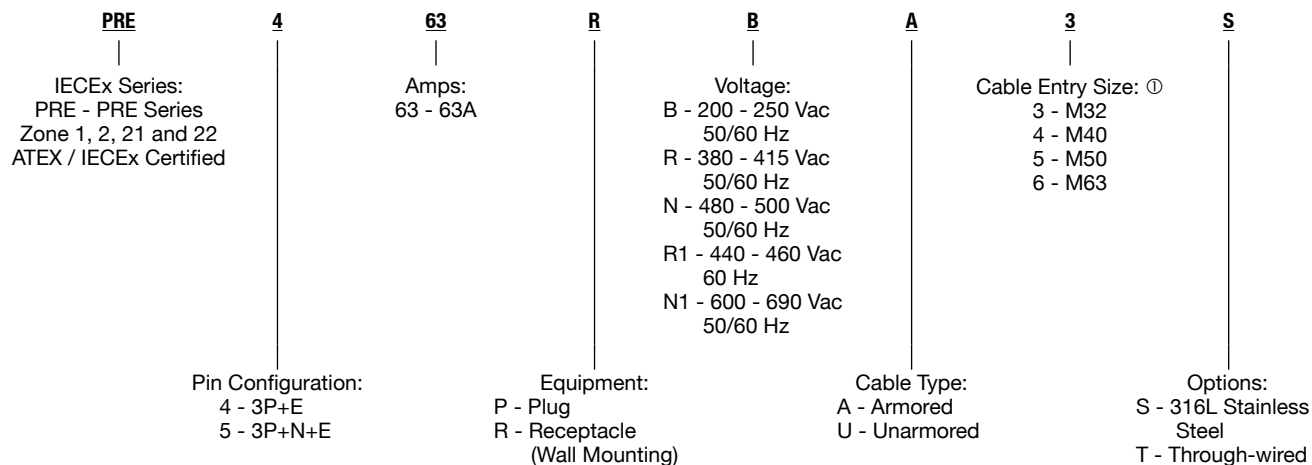 PRE 4 63 R B A 3 S
IECEx Series:
PRE - PRE Series
Zone 1, 2, 21 and 22
ATEX / IECEx Certified
Amps:
63 - 63A
Voltage:
B - 200 - 250 Vac
50/60 Hz
R - 380 - 415 Vac
50/60 Hz
N - 480 - 500 Vac
50/60 Hz
R1 - 440 - 460 Vac
60 Hz
N1 - 600 - 690 Vac
50/60 Hz
Cable Entry Size: ①
3 - M32
4 - M40
5 - M50
6 - M63
Pin Configuration:
4 - 3P+E
5 - 3P+N+E
Equipment:
P - Plug
R - Receptacle
(Wall Mounting)
Cable Type:
A - Armored
U - Unarmored
Options:
S - 316L Stainless
Steel
T - Through-wired